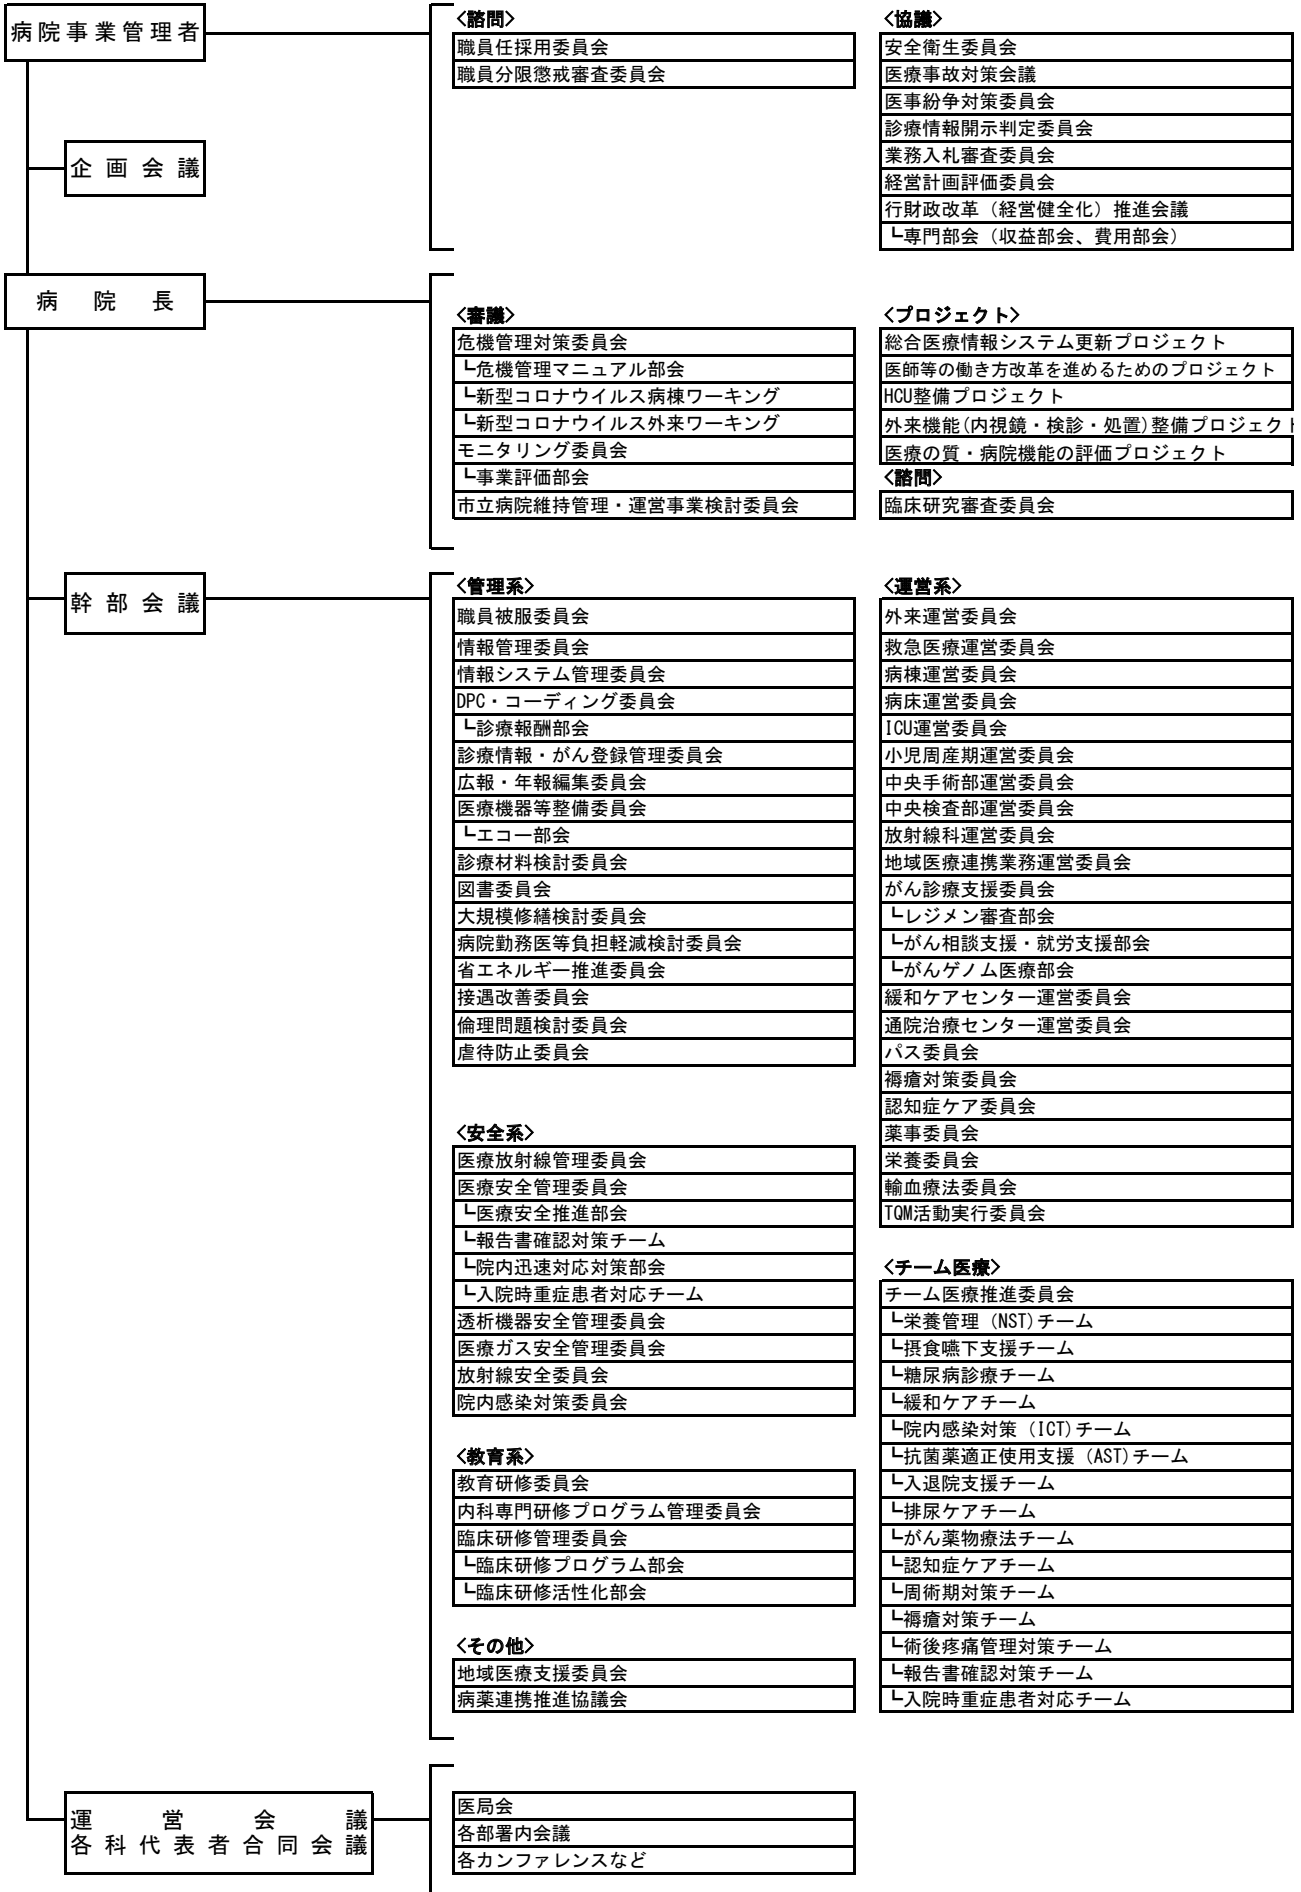 病院事業管理者
<諮問>
職員任採用委員会
職員分限懲戒審査委員会
<協議>
安全衛生委員会
医療事故対策会議
医事紛争対策委員会
診療情報開示判定委員会
業務入札審査委員会
経営計画評価委員会
行財政改革（経営健全化）推進会議
┗専門部会（収益部会、費用部会）
企画会議
病院長
<審議>
危機管理対策委員会
┗危機管理マニュアル部会
┗新型コロナウイルス病棟ワーキング
┗新型コロナウイルス外来ワーキング
モニタリング委員会
┗事業評価部会
市立病院維持管理・運営事業検討委員会
<プロジェクト>
総合医療情報システム更新プロジェクト
医師等の働き方改革を進めるためのプロジェクト
HCU整備プロジェクト
外来機能(内視鏡・検診・処置)整備プロジェクト
医療の質・病院機能の評価プロジェクト
<諮問>
臨床研究審査委員会
幹部会議
<管理系>
職員被服委員会
情報管理委員会
情報システム管理委員会
DPC・コーディング委員会
┗診療報酬部会
診療情報・がん登録管理委員会
広報・年報編集委員会
医療機器等整備委員会
┗エコー部会
診療材料検討委員会
図書委員会
大規模修繕検討委員会
病院勤務医等負担軽減検討委員会
省エネルギー推進委員会
接遇改善委員会
倫理問題検討委員会
虐待防止委員会
<安全系>
医療放射線管理委員会
医療安全管理委員会
┗医療安全推進部会
┗報告書確認対策チーム
┗院内迅速対応対策部会
┗入院時重症患者対応チーム
透析機器安全管理委員会
医療ガス安全管理委員会
放射線安全委員会
院内感染対策委員会
<教育系>
教育研修委員会
内科専門研修プログラム管理委員会
臨床研修管理委員会
┗臨床研修プログラム部会
┗臨床研修活性化部会
<その他>
地域医療支援委員会
病薬連携推進協議会
<運営系>
外来運営委員会
救急医療運営委員会
病棟運営委員会
病床運営委員会
ICU運営委員会
小児周産期運営委員会
中央手術部運営委員会
中央検査部運営委員会
放射線科運営委員会
地域医療連携業務運営委員会
がん診療支援委員会
┗レジメン審査部会
┗がん相談支援・就労支援部会
┗がんゲノム医療部会
緩和ケアセンター運営委員会
通院治療センター運営委員会
パス委員会
褥瘡対策委員会
認知症ケア委員会
薬事委員会
栄養委員会
輸血療法委員会
TQM活動実行委員会
<チーム医療>
チーム医療推進委員会
┗栄養管理（NST)チーム
┗摂食嚥下支援チーム
┗糖尿病診療チーム
┗緩和ケアチーム
┗院内感染対策（ICT)チーム
┗抗菌薬適正使用支援（AST)チーム
┗入退院支援チーム
┗排尿ケアチーム
┗がん薬物療法チーム
┗認知症ケアチーム
┗周術期対策チーム
┗褥瘡対策チーム
┗術後疼痛管理対策チーム
┗報告書確認対策チーム
┗入院時重症患者対応チーム
運営会議
各科代表者合同会議
医局会
各部署内会議
各カンファレンスなど